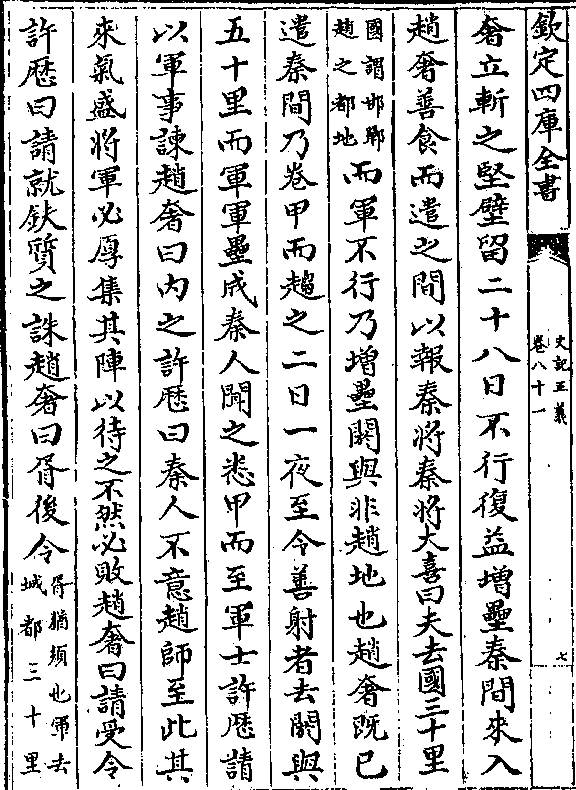 欽定四庫全書
史記正義
卷八十一
七
奢立斬之堅壁留二十八日不行復益增壘秦間來入
趙奢善食而遣之間以報秦將秦將大喜曰夫去國三十里
國謂邯鄲
趙之都地
而軍不行乃增壘閼與非趙地也趙奢既已
遣秦間乃卷甲而趨之二日一夜至令善射者去閼與
五十里而軍軍壘成秦人聞之悉甲而至軍士許歷請
以軍事諫趙奢曰內之許歷曰秦人不意趙師至此其
來氣盛將軍必厚集其陣以待之不然必敗趙奢曰請受令
許歷曰請就鈇質之誅趙奢曰胥後令
胥猶須也軍去
城都三十里